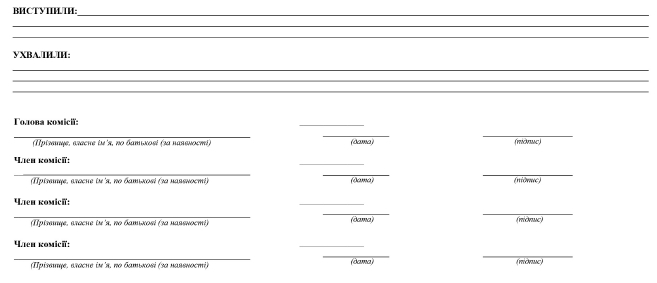 ВИСТУПИЛИ:
УХВАЛИЛИ:
Голова комісії:
(Прізвище, власне ім’я, по батькові (за наявності) (дата) (підпис)
Член комісії:
(Прізвище, власне ім’я, по батькові (за наявності) (дата) (підпис)
Член комісії:
(Прізвище, власне ім’я, по батькові (за наявності) (дата) (підпис)
Член комісії:
(Прізвище, власне ім’я, по батькові (за наявності) (дата) (підпис)